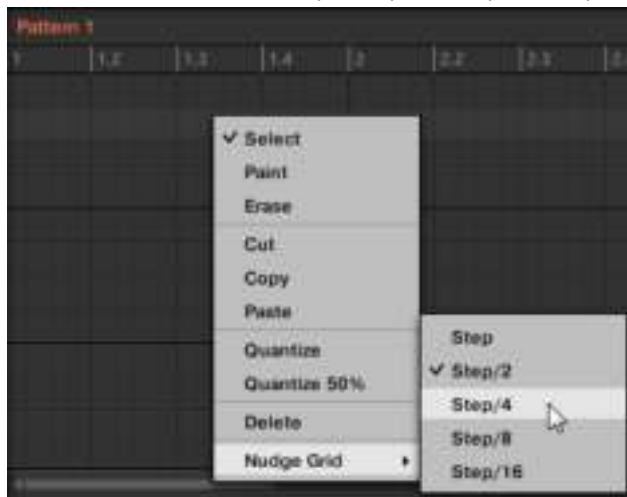 Pattern 1
1 1.2 1.3 1.4 2 2.2 2.3
Select
Paint
Erase
Cut
Copy
Paste
Quantize
Quantize 50%
Delete
Nudge Grid
Step
Step/2
Step/4
Step/8
Step/16